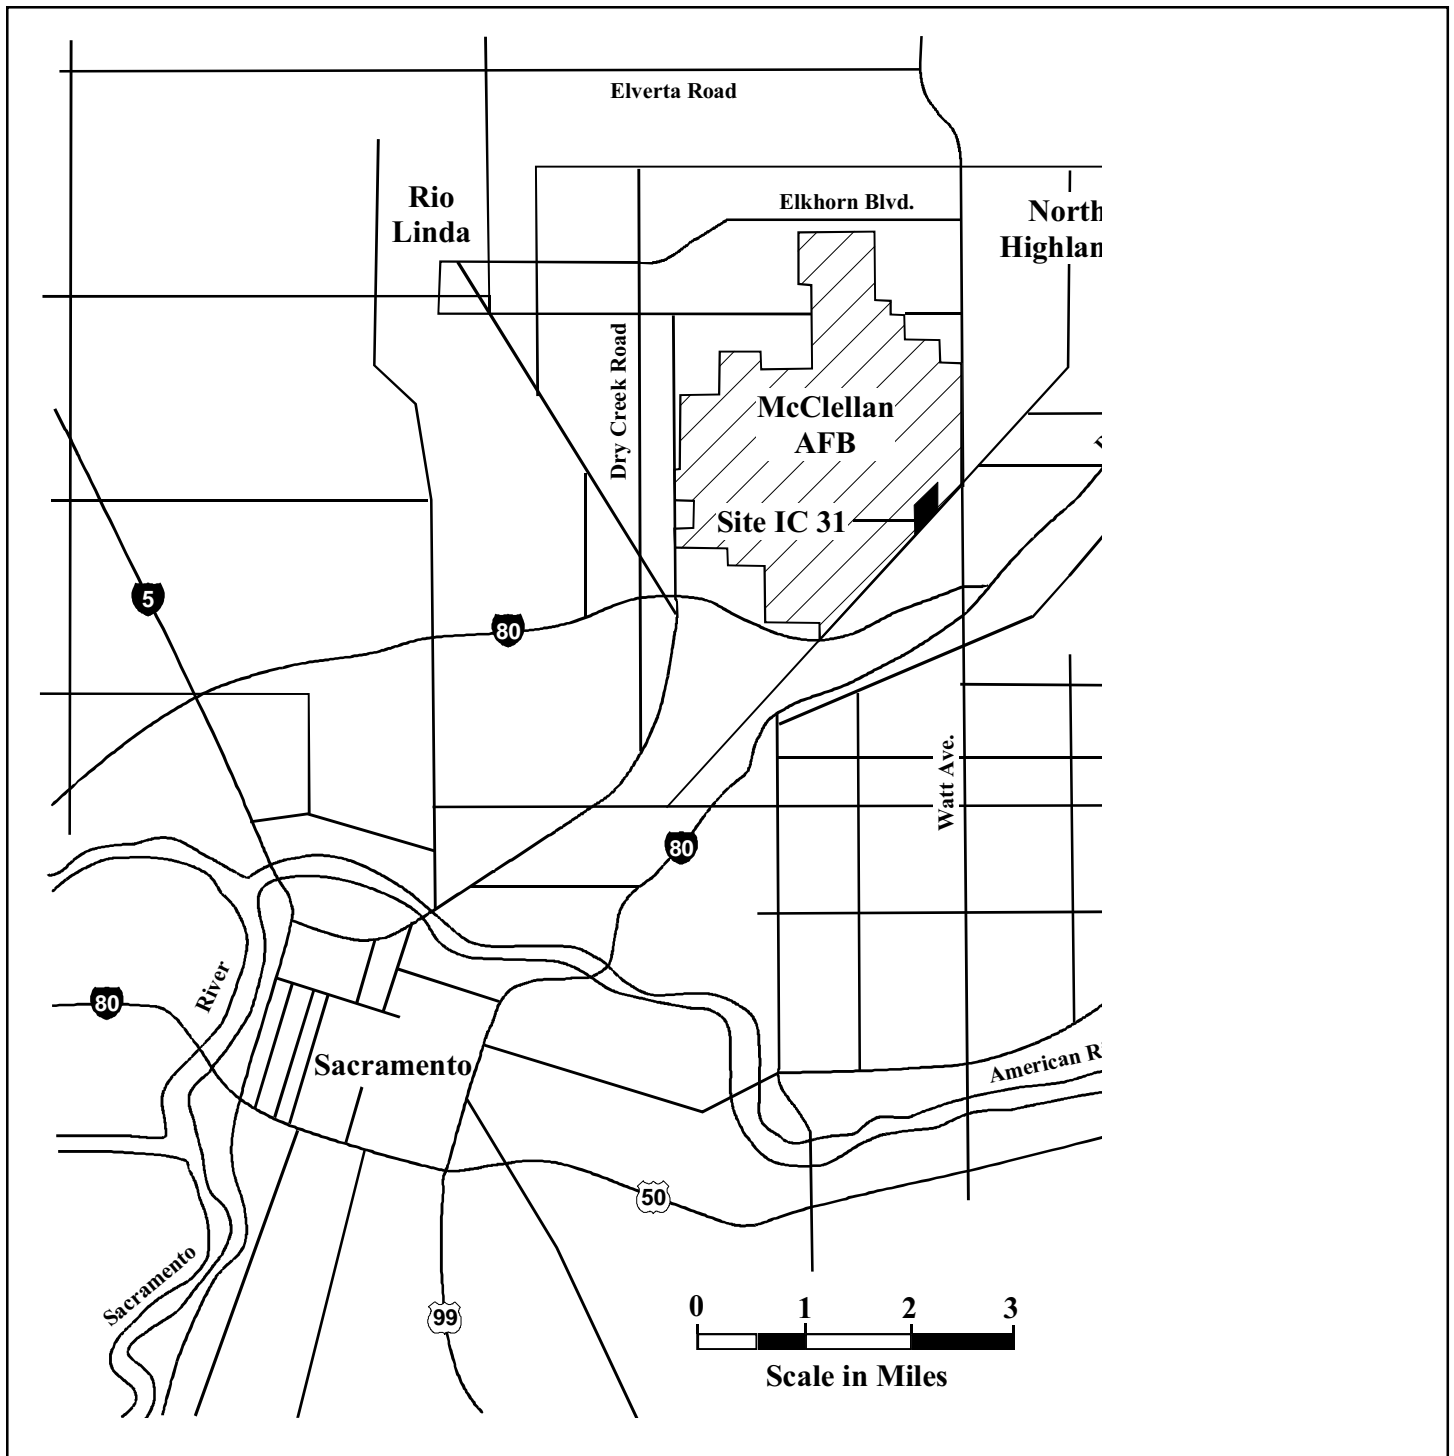 Elverta Road
Rio
Linda
Elkhorn Blvd.
North
Highlan
Dry Creek Road
McClellan
AFB
Site IC 31
5
80
Watt Ave.
80
River
80
Sacramento
American R
50
Sacramento
99
0 1 2 3
Scale in Miles